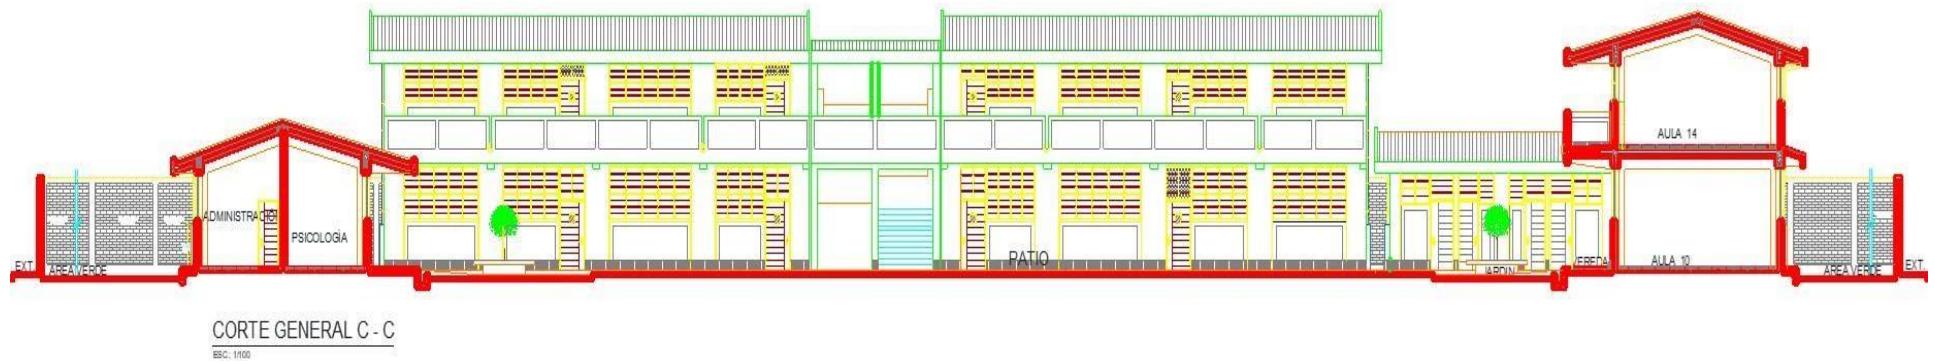 AULA 14
ADMINISTRACIO
PSICOLOGÍA
PATIO
EXT.
AREA VERDE
JARDIN
VEREDA
AULA 10
AREA VERDE
EXT.
CORTE GENERAL C - C
ESC.: 1/100